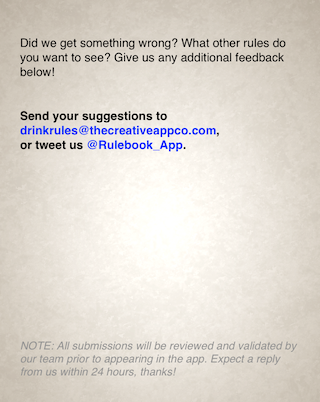 Did we get something wrong? What other rules do
you want to see? Give us any additional feedback
below!
Send your suggestions to
drinkrules@thecreativeappco.com,
or tweet us @Rulebook_App.
NOTE: All submissions will be reviewed and validated by
our team prior to appearing in the app. Expect a reply
from us within 24 hours, thanks!